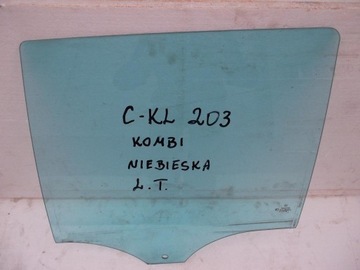 C-KL 203
KOMBI
NIEBIESKA
L.T.